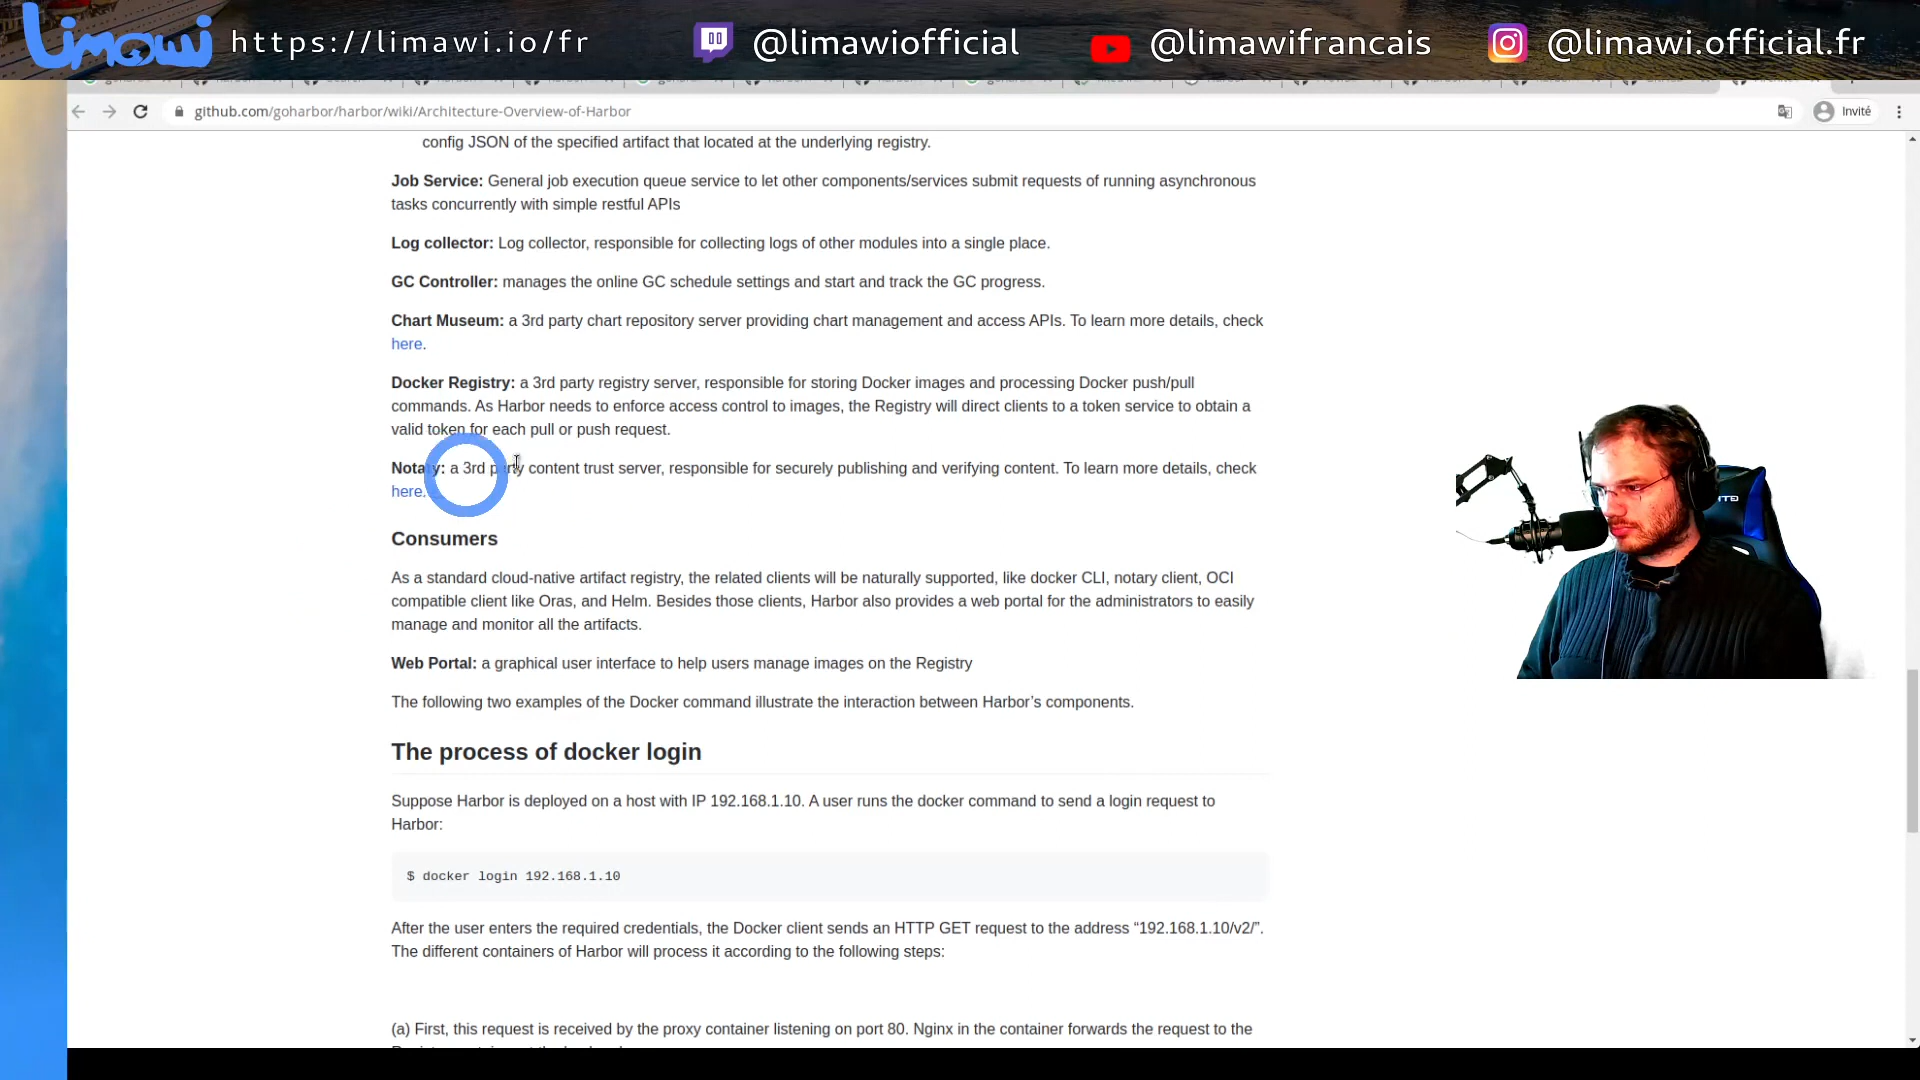 Limawi https://limawi.io/fr @limawiofficial @limawifrancais @limawi.official.fr
github.com/goharbor/harbor/wiki/Architecture-Overview-of-Harbor Invité
config JSON of the specified artifact that located at the underlying registry.
Job Service: General job execution queue service to let other components/services submit requests of running asynchronous
tasks concurrently with simple restful APIs
Log collector: Log collector, responsible for collecting logs of other modules into a single place.
GC Controller: manages the online GC schedule settings and start and track the GC progress.
Chart Museum: a 3rd party chart repository server providing chart management and access APIs. To learn more details, check
here.
Docker Registry: a 3rd party registry server, responsible for storing Docker images and processing Docker push/pull
commands. As Harbor needs to enforce access control to images, the Registry will direct clients to a token service to obtain a
valid token for each pull or push request.
Notary: a 3rd party content trust server, responsible for securely publishing and verifying content. To learn more details, check
here.
Consumers
As a standard cloud-native artifact registry, the related clients will be naturally supported, like docker CLI, notary client, OCI
compatible client like Oras, and Helm. Besides those clients, Harbor also provides a web portal for the administrators to easily
manage and monitor all the artifacts.
Web Portal: a graphical user interface to help users manage images on the Registry
The following two examples of the Docker command illustrate the interaction between Harbor’s components.
The process of docker login
Suppose Harbor is deployed on a host with IP 192.168.1.10. A user runs the docker command to send a login request to
Harbor:
$ docker login 192.168.1.10
After the user enters the required credentials, the Docker client sends an HTTP GET request to the address “192.168.1.10/v2/”.
The different containers of Harbor will process it according to the following steps:
(a) First, this request is received by the proxy container listening on port 80. Nginx in the container forwards the request to the